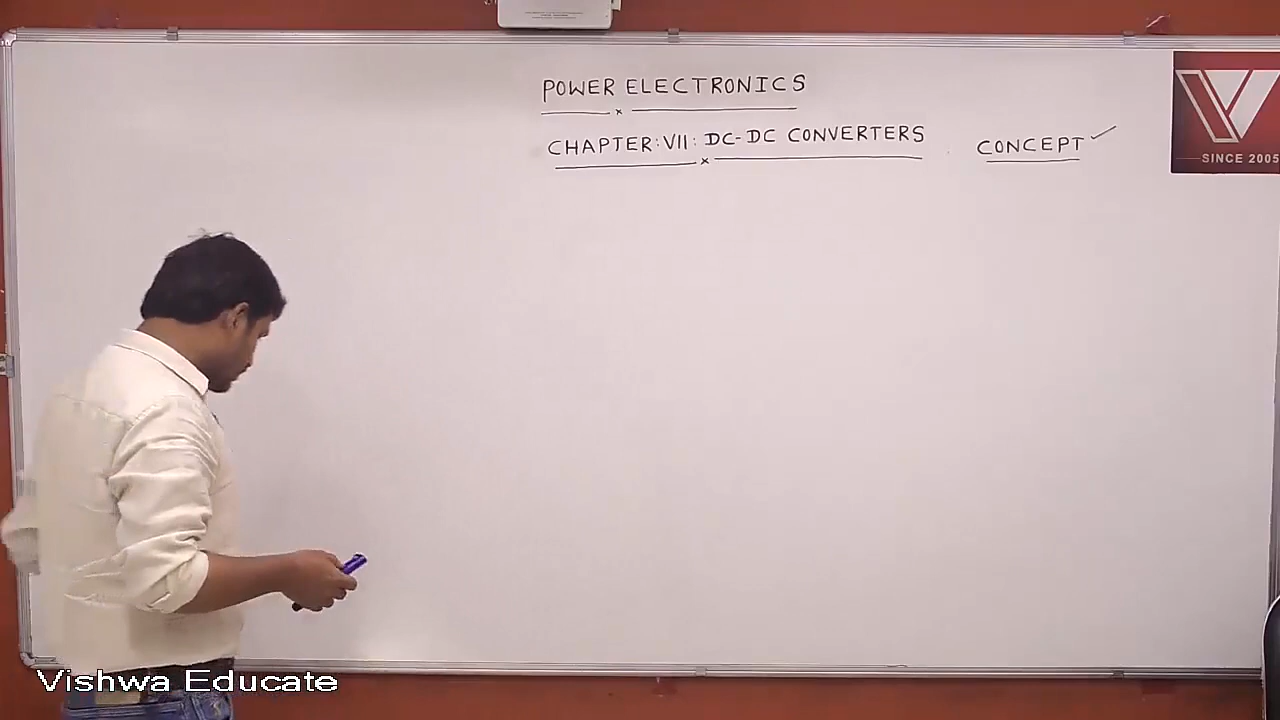 POWER ELECTRONICS
CHAPTER:VII: DC-DC CONVERTERS
CONCEPT
SINCE 2005
Vishwa Educate